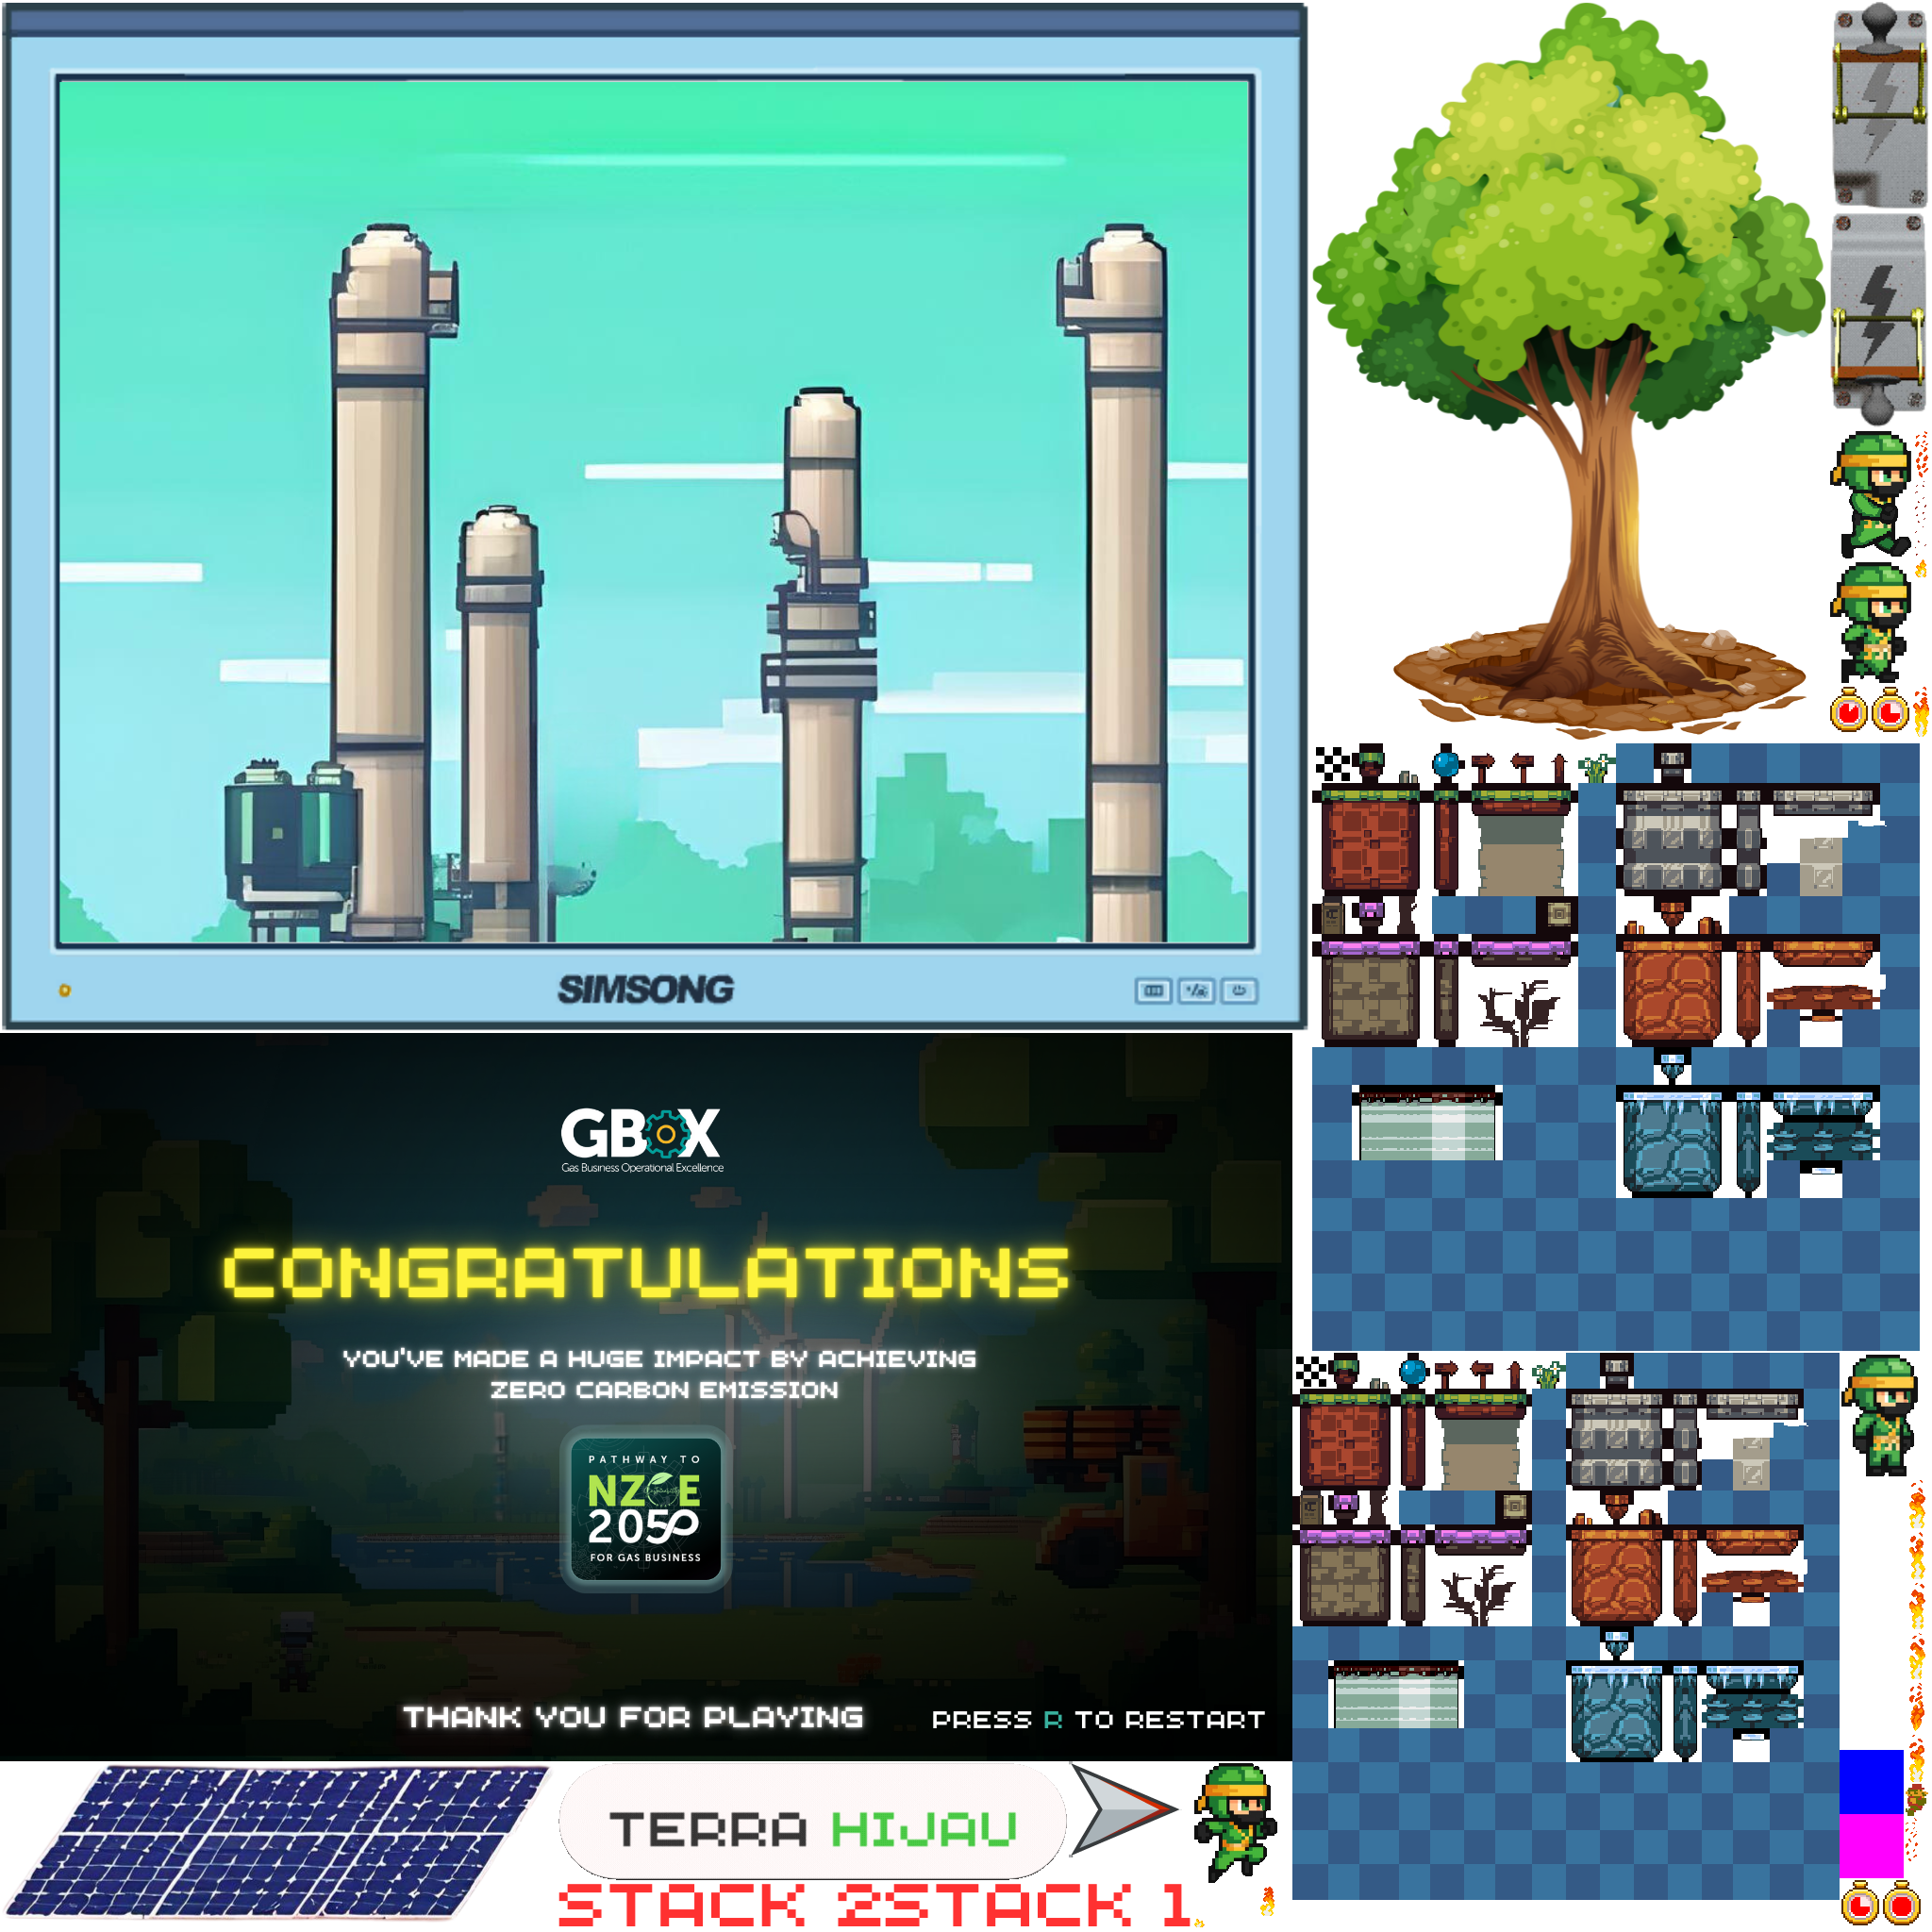 SIMSONG
GBOX
Gas Business Operational Excellence
CONGRATULATIONS
YOU'VE MADE A HUGE IMPACT BY ACHIEVING
ZERO CARBON EMISSION
PATHWAY TO
NZE
2050
FOR GAS BUSINESS
THANK YOU FOR PLAYING
PRESS R TO RESTART
TERRA HIJAU
STACK 2STACK 1